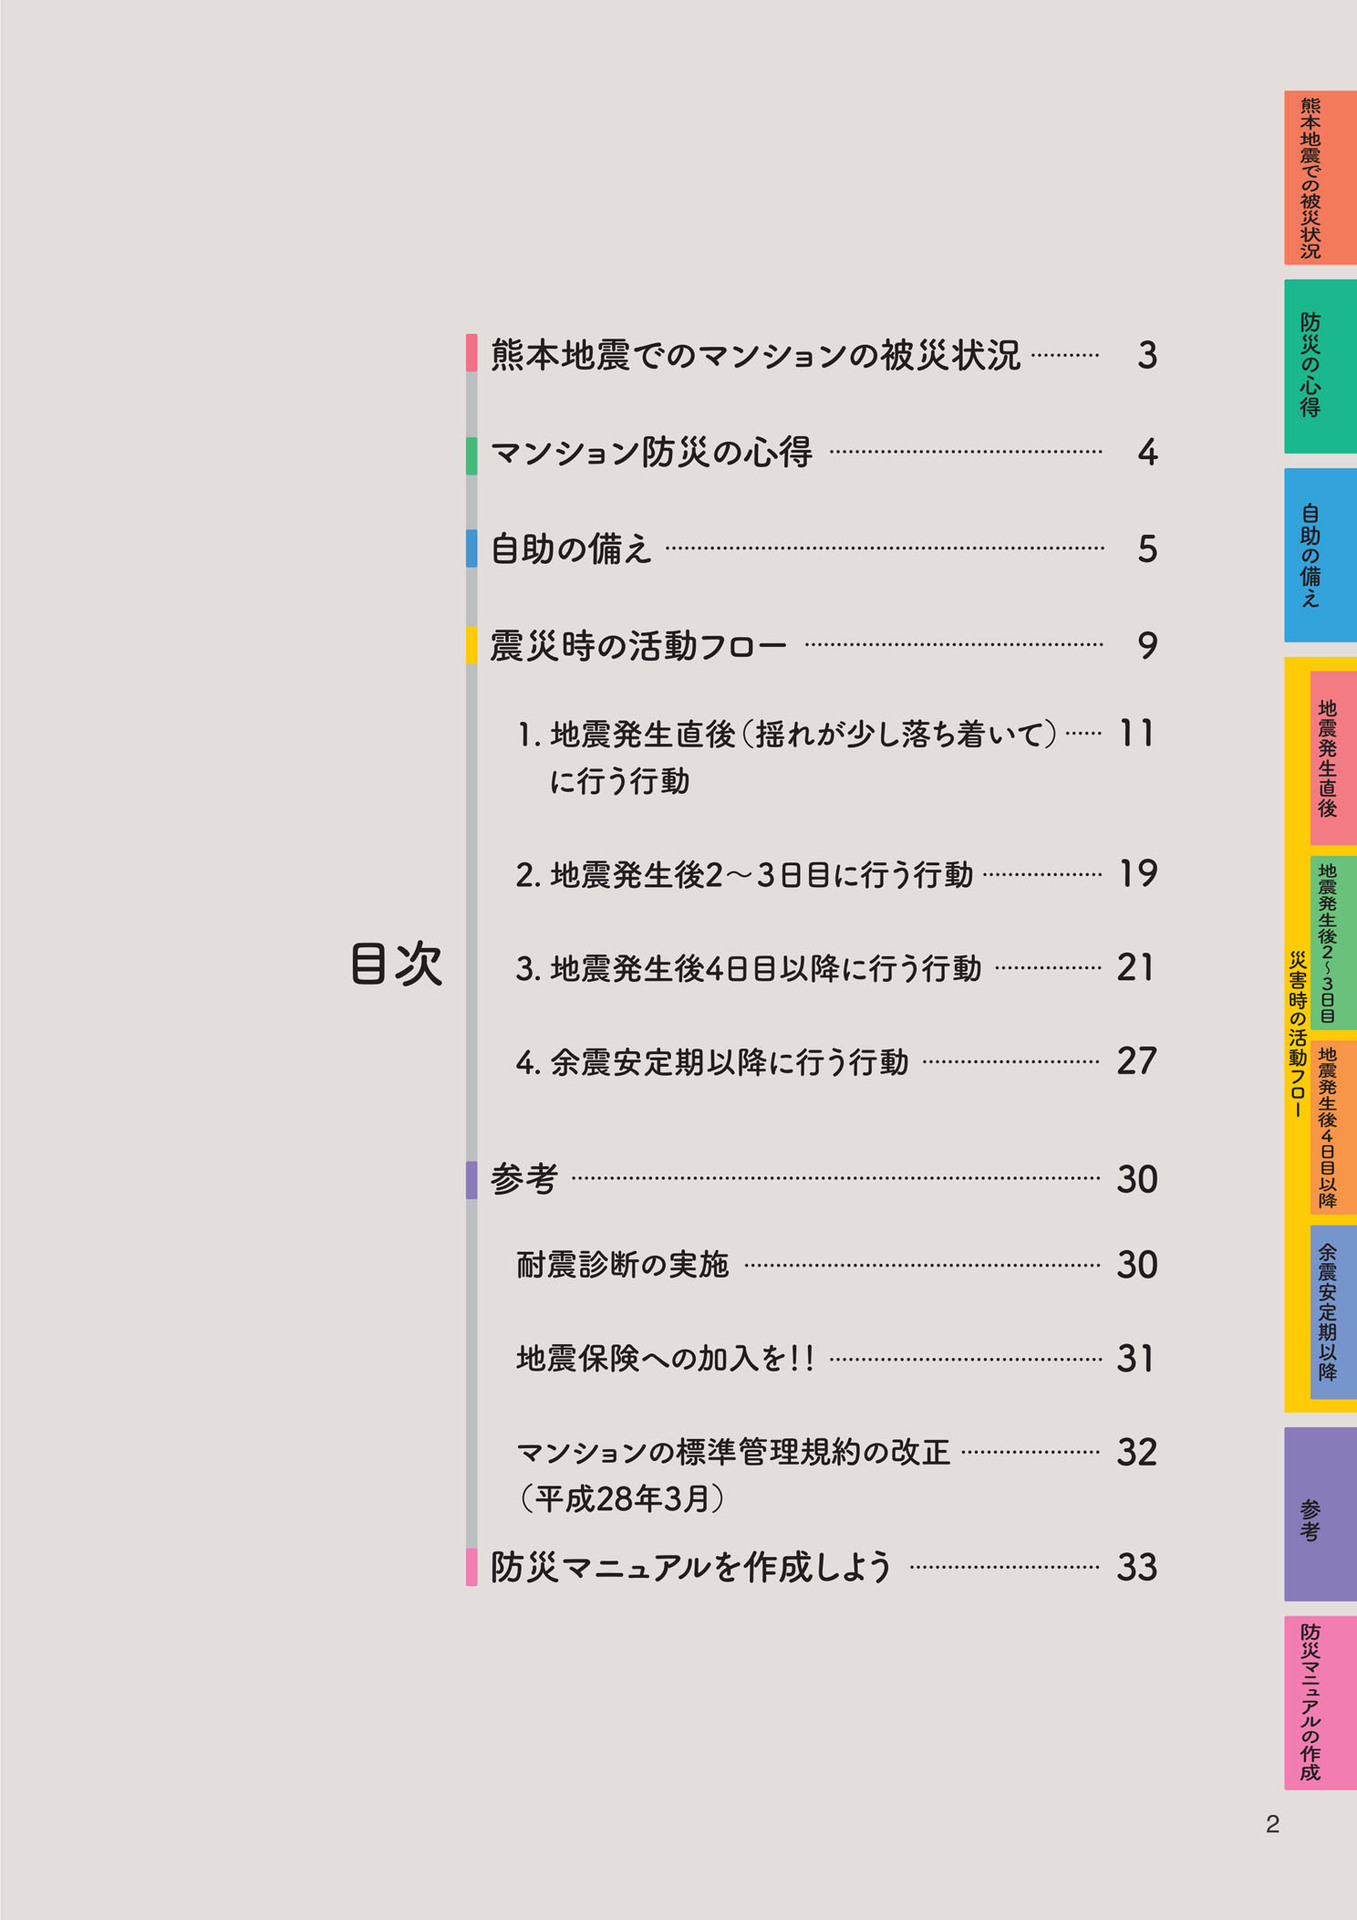 目次
熊本地震でのマンションの被災状況 ………… 3
マンション防災の心得 ………… 4
自助の備え ………… 5
震災時の活動フロー ………… 9
1. 地震発生直後（揺れが少し落ち着いて） …… 11
に行う行動
2. 地震発生後2～3日目に行う行動 ………… 19
3. 地震発生後4日目以降に行う行動 ………… 21
4. 余震安定期以降に行う行動 ………… 27
参考 ………… 30
耐震診断の実施 ………… 30
地震保険への加入を!! ………… 31
マンションの標準管理規約の改正 ………… 32
（平成28年3月）
防災マニュアルを作成しよう ………… 33
熊本地震での被災状況
防災の心得
自助の備え
災害時の活動フロー
地震発生直後
地震発生後2～3日目
地震発生後4日目以降
余震安定期以降
参考
防災マニュアルの作成
2